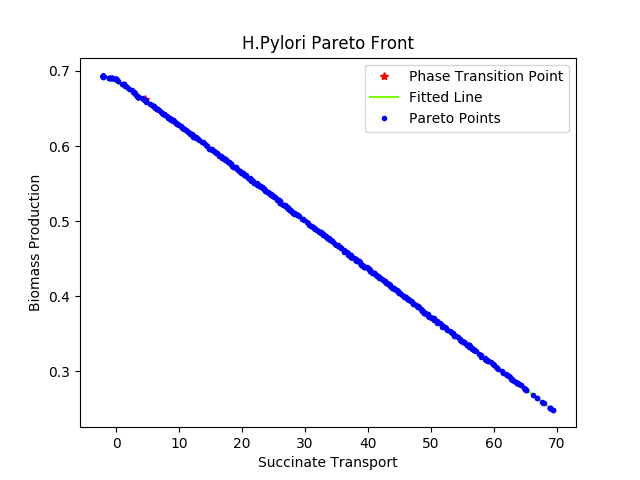 H.Pylori Pareto Front
Phase Transition Point
Fitted Line
Pareto Points
Biomass Production
0.7
0.6
0.5
0.4
0.3
0 10 20 30 40 50 60 70
Succinate Transport